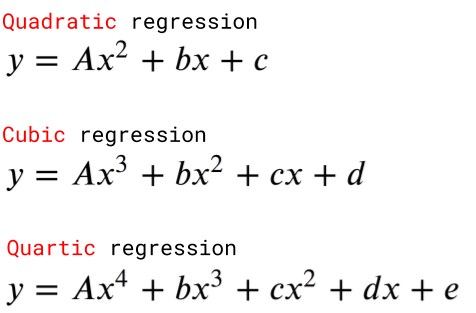 Quadratic regression
y = Ax² + bx + c
Cubic regression
y = Ax³ + bx² + cx + d
Quartic regression
y = Ax⁴ + bx³ + cx² + dx + e